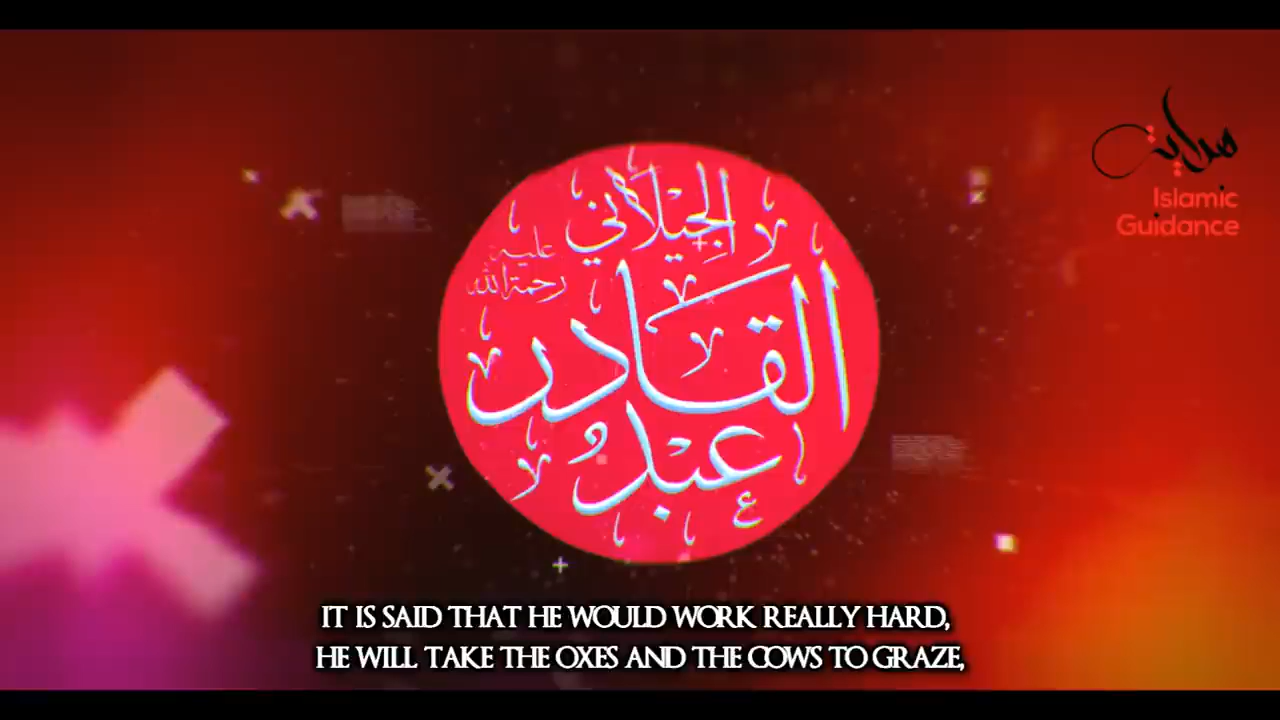 هداية
Islamic
Guidance
الجيلاني
عليه
رحمة الله
القادر
عبد
IT IS SAID THAT HE WOULD WORK REALLY HARD,
HE WILL TAKE THE OXES AND THE COWS TO GRAZE,